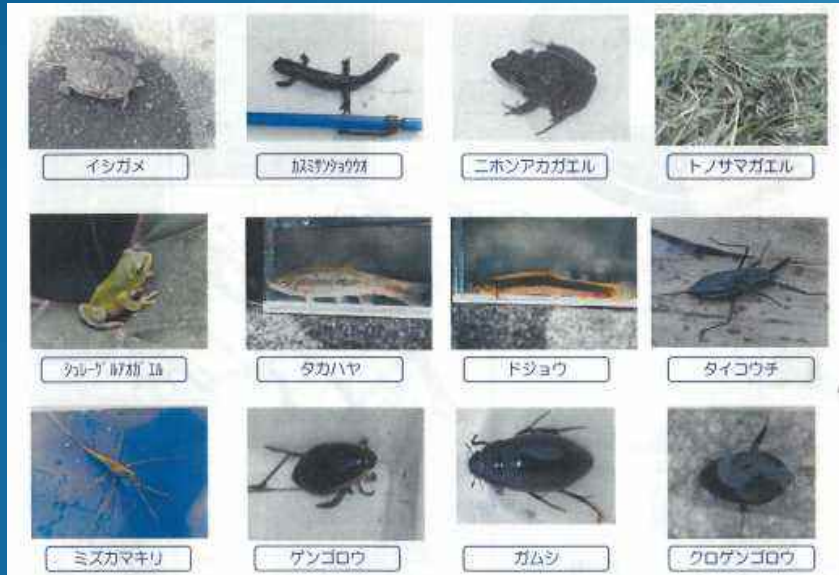 イシガメ
カスミサンショウウオ
ニホンアカガエル
トノサマガエル
シュレーゲルアオガエル
タカハヤ
ドジョウ
タイコウチ
ミズカマキリ
ゲンゴロウ
ガムシ
クロゲンゴロウ